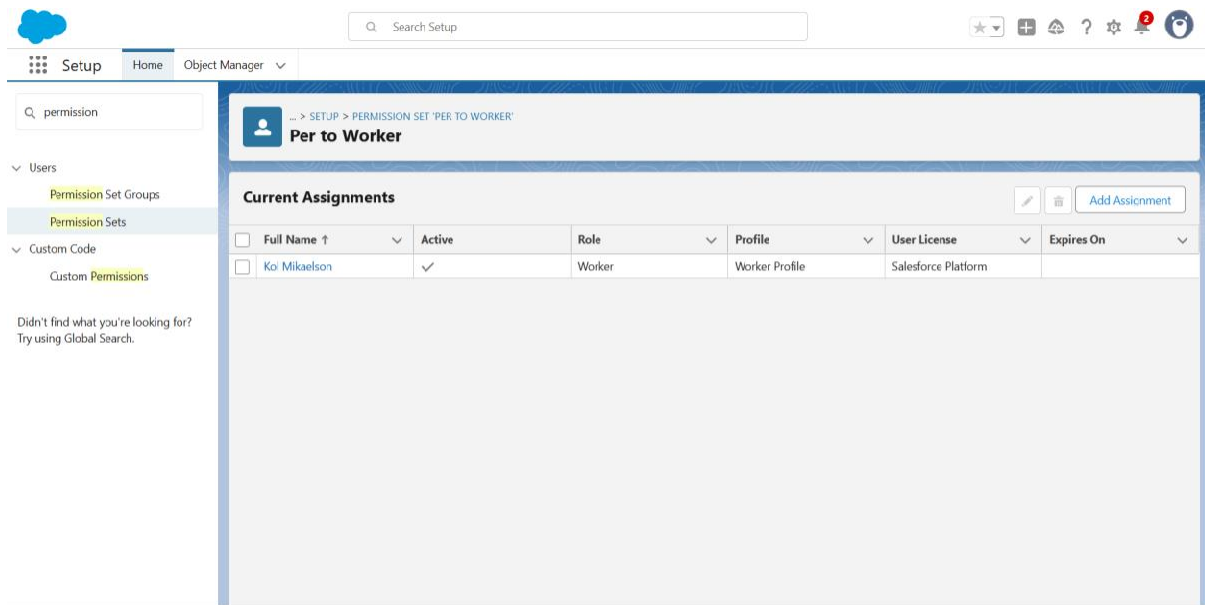 Search Setup
2
Setup
Home
Object Manager
permission
Users
Permission Set Groups
Permission Sets
Custom Code
Custom Permissions
Didn't find what you're looking for?
Try using Global Search.
... > SETUP > PERMISSION SET 'PER TO WORKER'
Per to Worker
Current Assignments
Add Assignment
Full Name ↑ Active Role Profile User License Expires On
Kol Mikaelson Worker Worker Profile Salesforce Platform